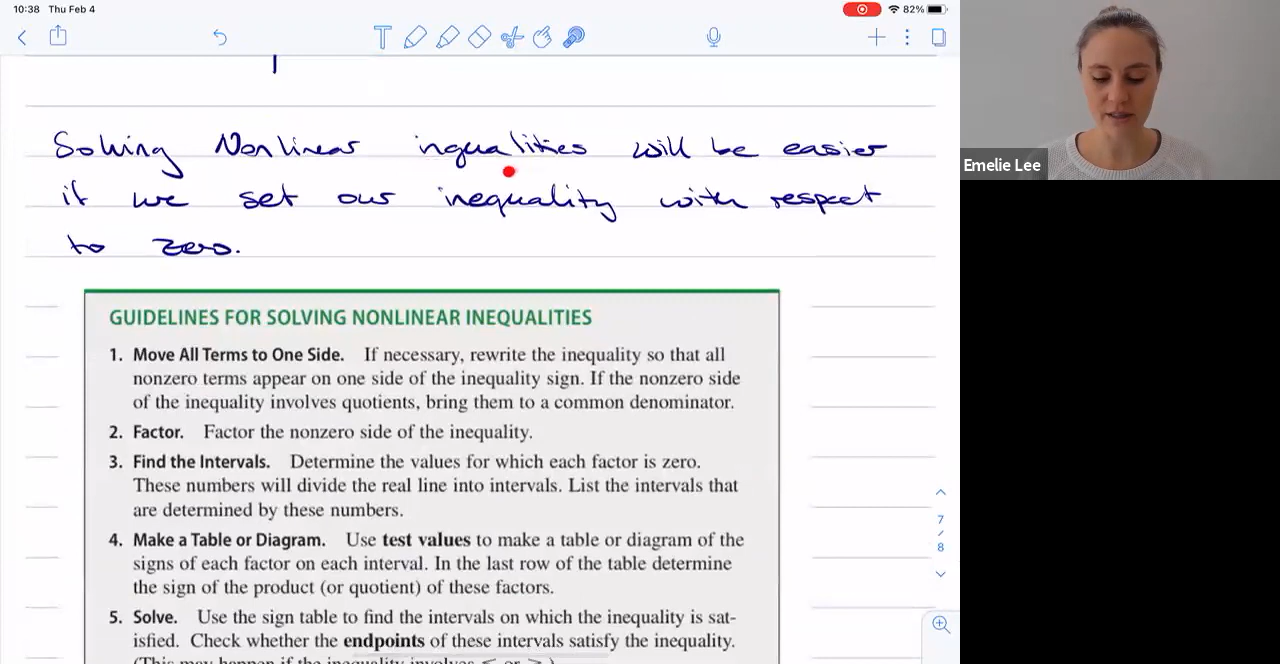 10:38 Thu Feb 4
82%
T
Solving Nonlinear inqualities will be easier
if we set our inequality with respect
to zero.
GUIDELINES FOR SOLVING NONLINEAR INEQUALITIES
1. Move All Terms to One Side. If necessary, rewrite the inequality so that all
nonzero terms appear on one side of the inequality sign. If the nonzero side
of the inequality involves quotients, bring them to a common denominator.
2. Factor. Factor the nonzero side of the inequality.
3. Find the Intervals. Determine the values for which each factor is zero.
These numbers will divide the real line into intervals. List the intervals that
are determined by these numbers.
4. Make a Table or Diagram. Use test values to make a table or diagram of the
signs of each factor on each interval. In the last row of the table determine
the sign of the product (or quotient) of these factors.
5. Solve. Use the sign table to find the intervals on which the inequality is sat-
isfied. Check whether the endpoints of these intervals satisfy the inequality.
(This may happen if the inequality involves ≤ or ≥.)
7
/
8
Emelie Lee